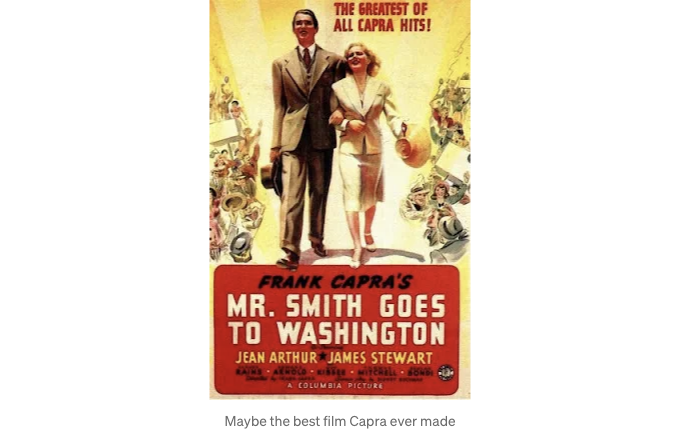 THE GREATEST OF
ALL CAPRA HITS!
FRANK CAPRA'S
MR. SMITH GOES
TO WASHINGTON
JEAN ARTHUR ★ JAMES STEWART
RAINS · ARNOLD · KIBBEE · MITCHELL · BONDI
A COLUMBIA PICTURE
Maybe the best film Capra ever made